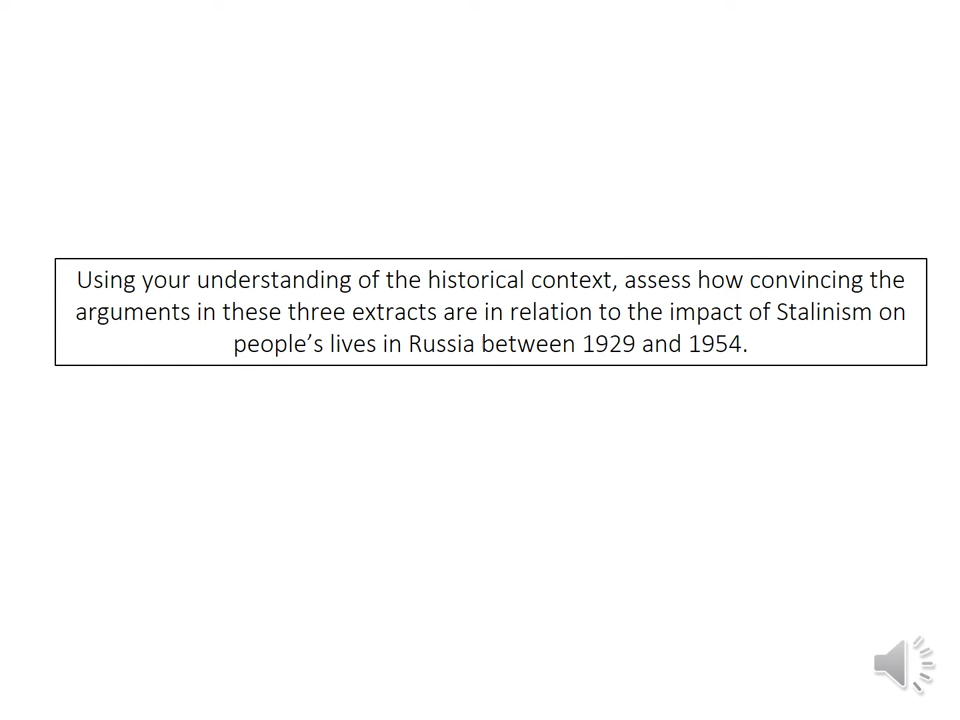 Using your understanding of the historical context, assess how convincing the
arguments in these three extracts are in relation to the impact of Stalinism on
people’s lives in Russia between 1929 and 1954.